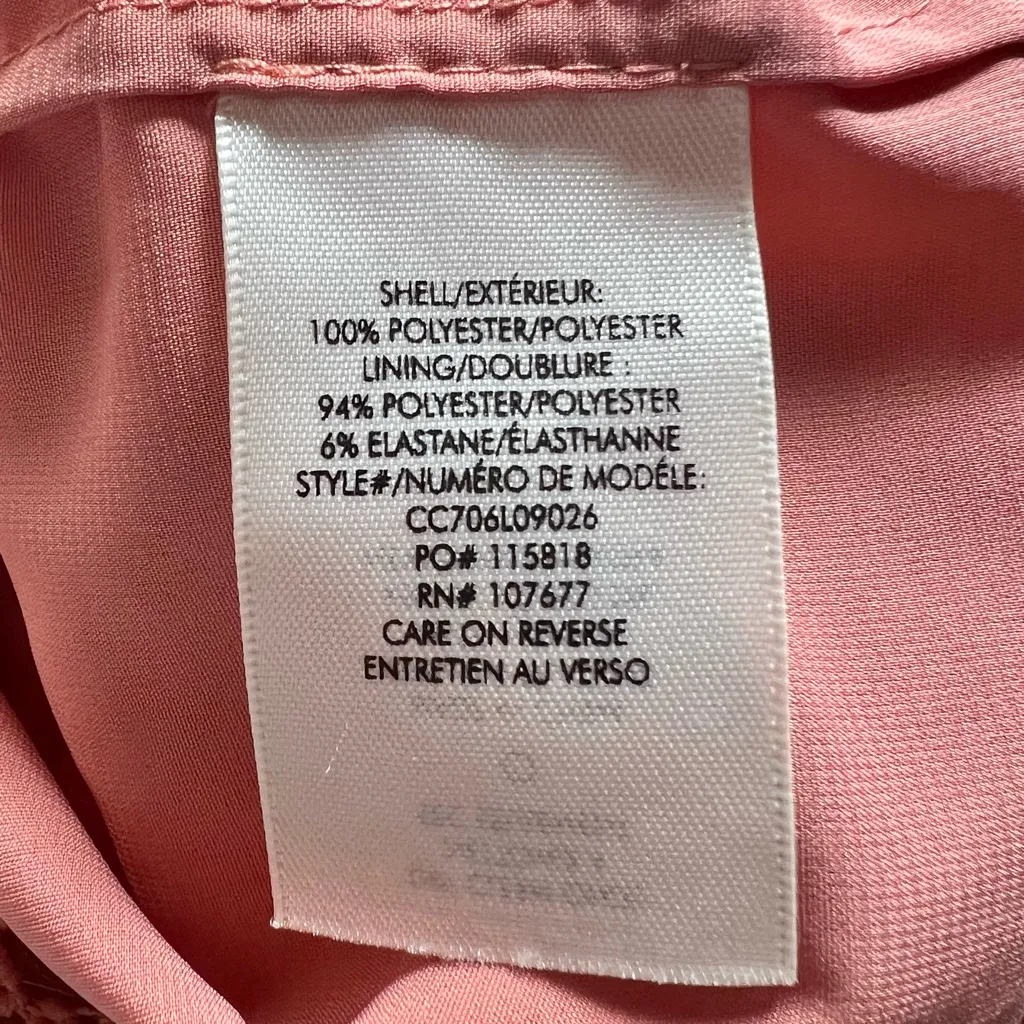 SHELL/EXTÉRIEUR:
100% POLYESTER/POLYESTER
LINING/DOUBLURE :
94% POLYESTER/POLYESTER
6% ELASTANE/ÉLASTHANNE
STYLE#/NUMÉRO DE MODÉLE:
CC706L09026
PO# 115818
RN# 107677
CARE ON REVERSE
ENTRETIEN AU VERSO